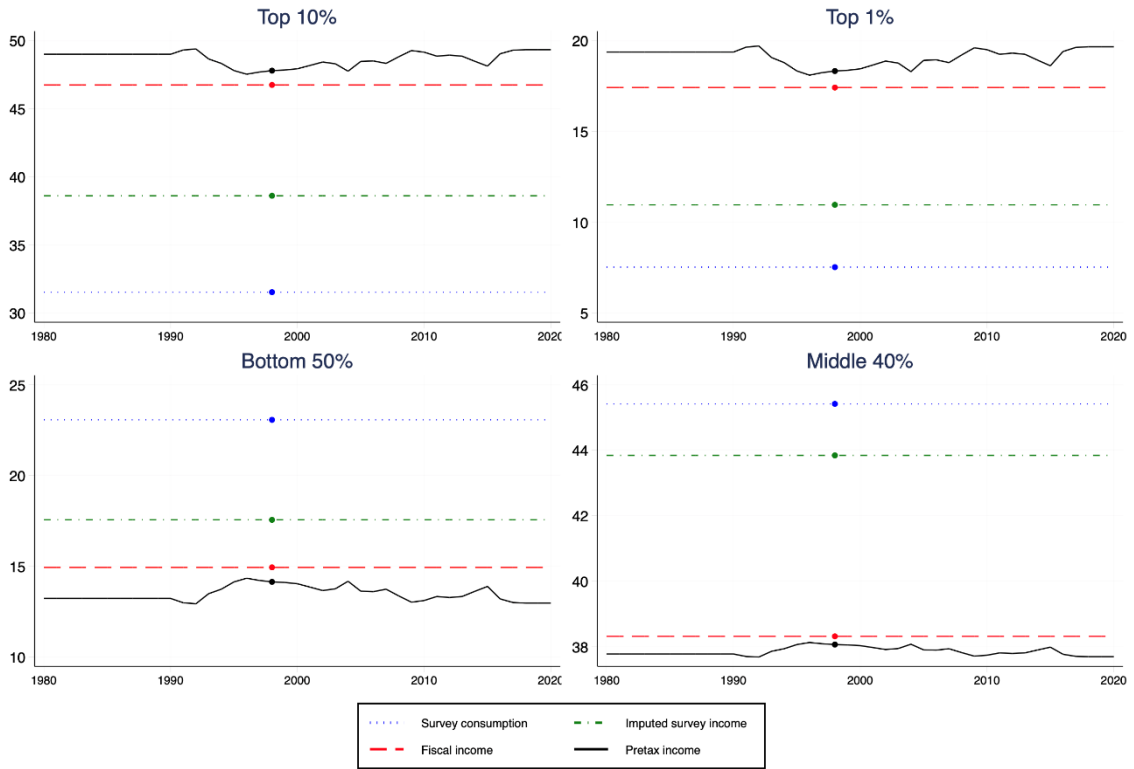 Top 10%
50
45
40
35
30
1980 1990 2000 2010 2020
Top 1%
20
15
10
5
1980 1990 2000 2010 2020
Bottom 50%
25
20
15
10
1980 1990 2000 2010 2020
Middle 40%
46
44
42
40
38
1980 1990 2000 2010 2020
Survey consumption Imputed survey income
Fiscal income Pretax income